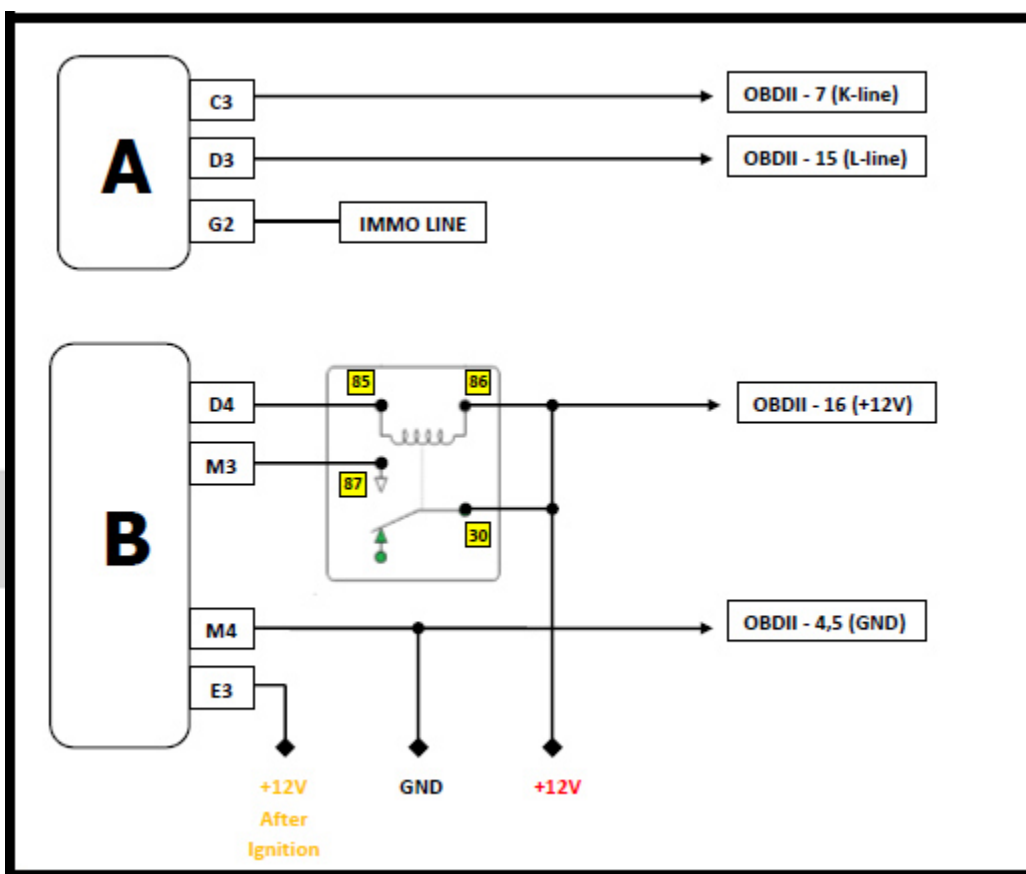 A
C3
OBDII - 7 (K-line)
D3
OBDII - 15 (L-line)
G2
IMMO LINE
B
D4
85
86
OBDII - 16 (+12V)
M3
87
30
M4
OBDII - 4,5 (GND)
E3
+12V
After
Ignition
GND
+12V